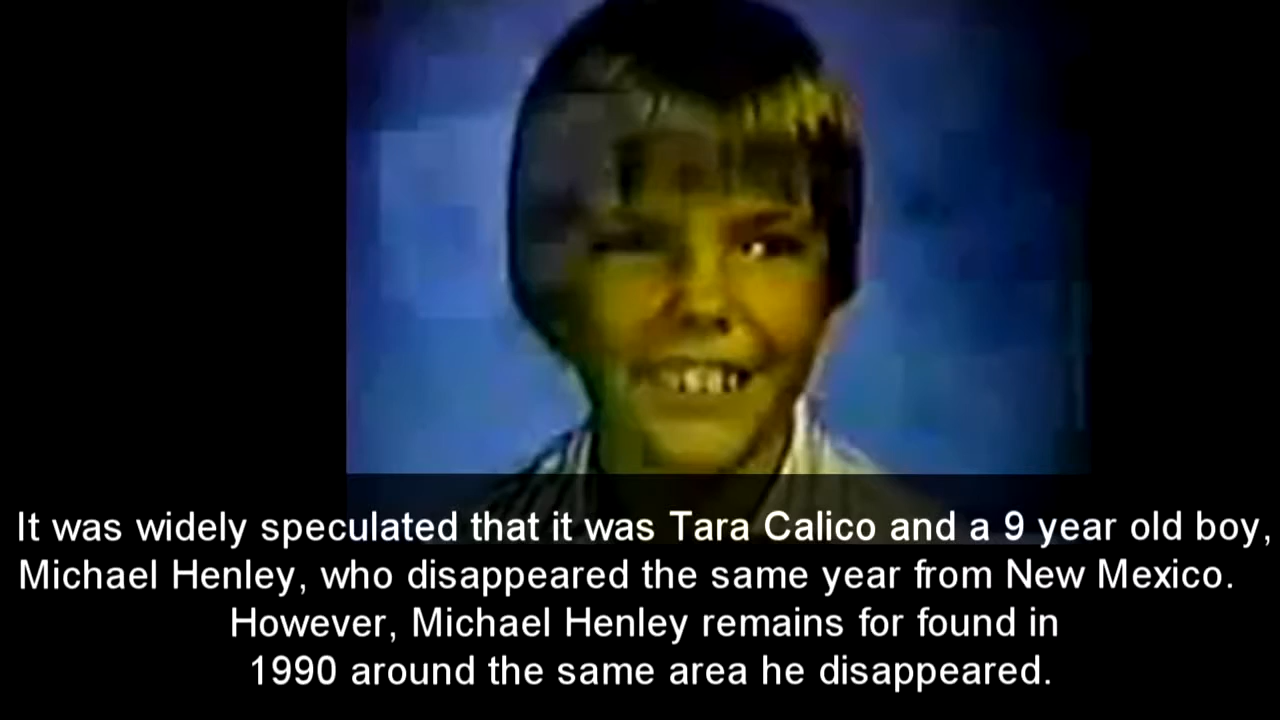 It was widely speculated that it was Tara Calico and a 9 year old boy,
Michael Henley, who disappeared the same year from New Mexico.
However, Michael Henley remains for found in
1990 around the same area he disappeared.